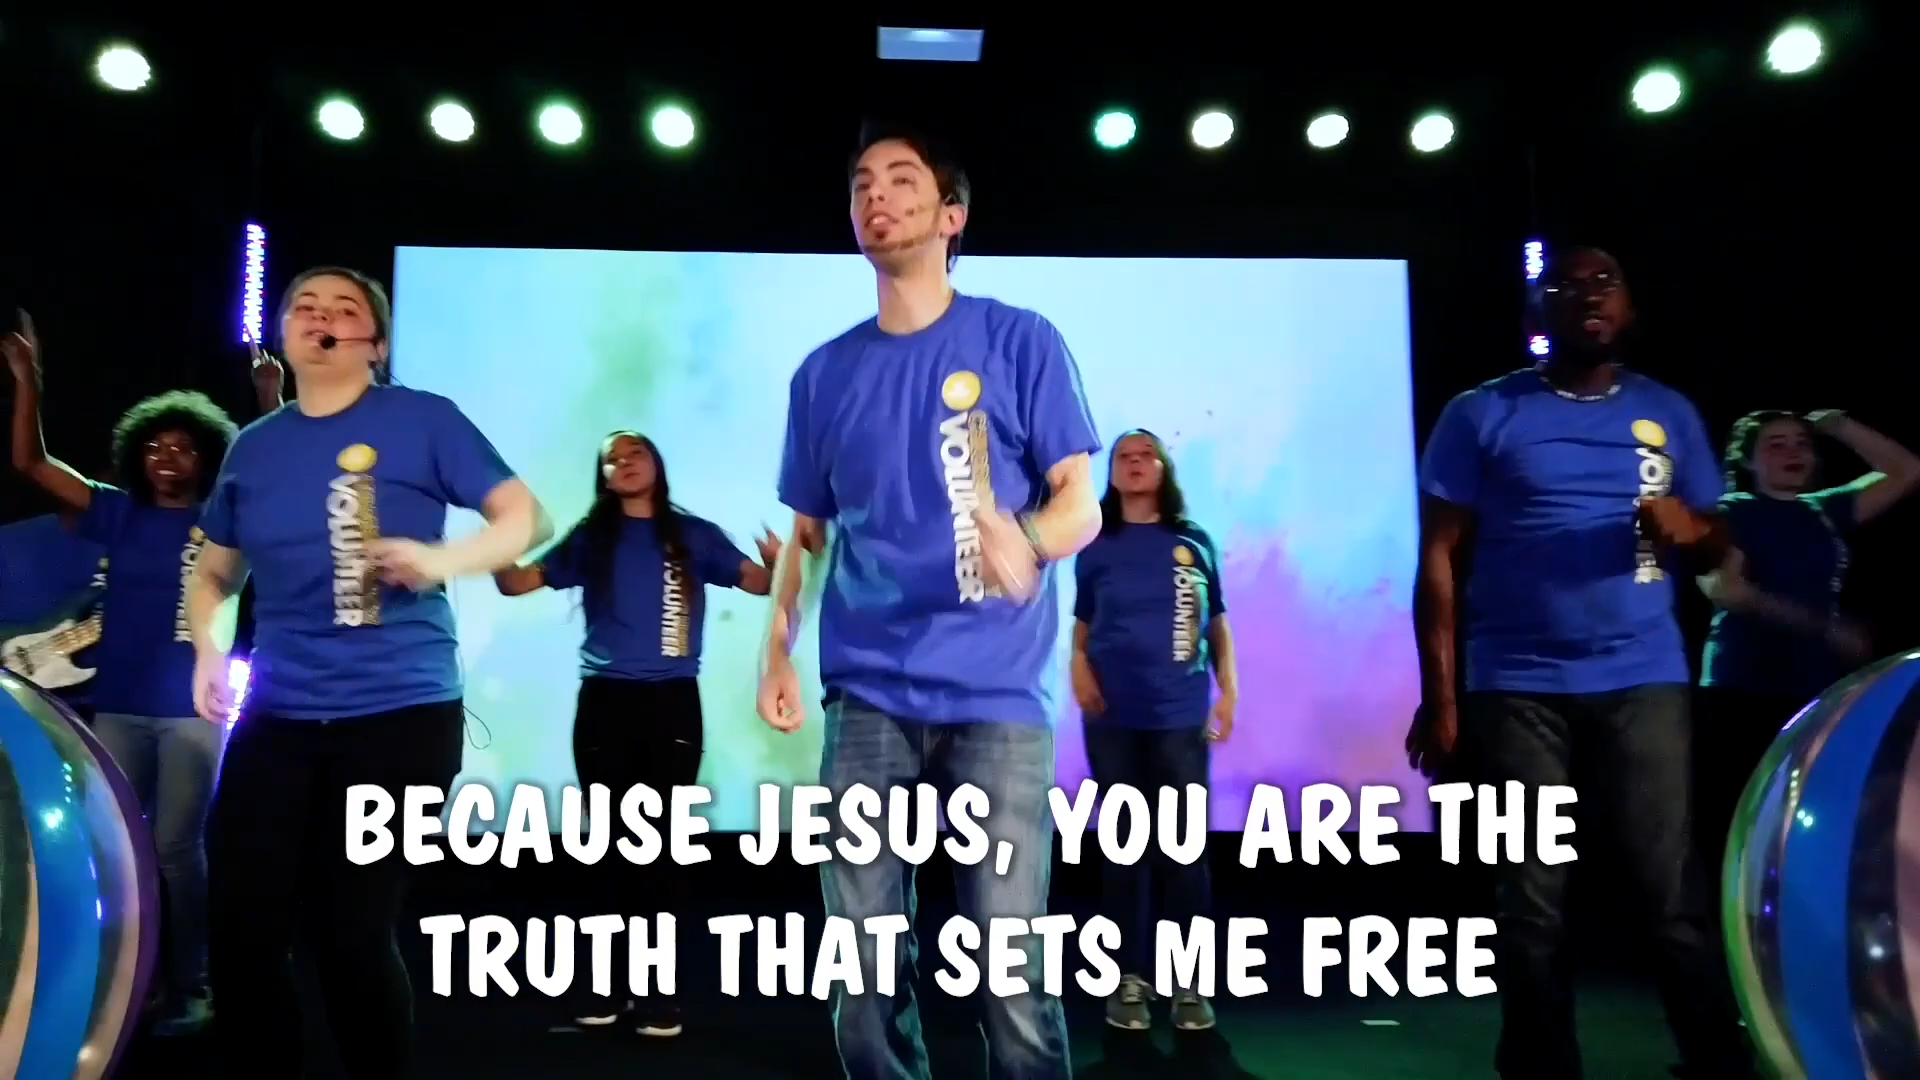 VOLUNTEER
VOLUNTEER
VOLUNTEER
VOLUNTEER
VOLUNTEER
BECAUSE JESUS, YOU ARE THE
TRUTH THAT SETS ME FREE